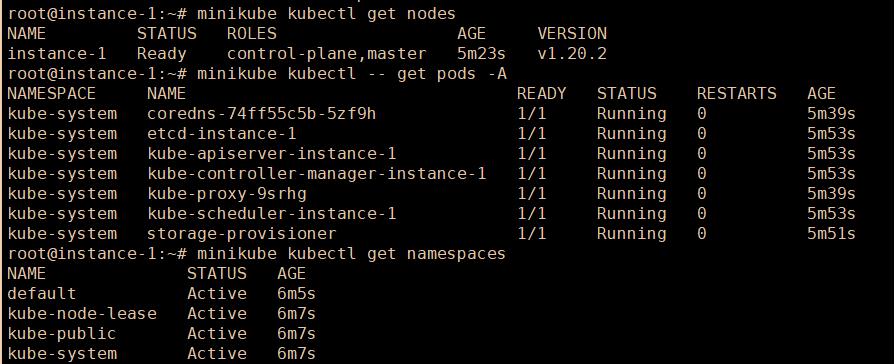 root@instance-1:~# minikube kubectl get nodes
NAME         STATUS   ROLES                  AGE     VERSION
instance-1   Ready    control-plane,master   5m23s   v1.20.2
root@instance-1:~# minikube kubectl -- get pods -A
NAMESPACE     NAME                                 READY   STATUS    RESTARTS   AGE
kube-system   coredns-74ff55c5b-5zf9h              1/1     Running   0          5m39s
kube-system   etcd-instance-1                      1/1     Running   0          5m53s
kube-system   kube-apiserver-instance-1            1/1     Running   0          5m53s
kube-system   kube-controller-manager-instance-1   1/1     Running   0          5m53s
kube-system   kube-proxy-9srhg                     1/1     Running   0          5m39s
kube-system   kube-scheduler-instance-1            1/1     Running   0          5m53s
kube-system   storage-provisioner                  1/1     Running   0          5m51s
root@instance-1:~# minikube kubectl get namespaces
NAME              STATUS   AGE
default           Active   6m5s
kube-node-lease   Active   6m7s
kube-public       Active   6m7s
kube-system       Active   6m7s